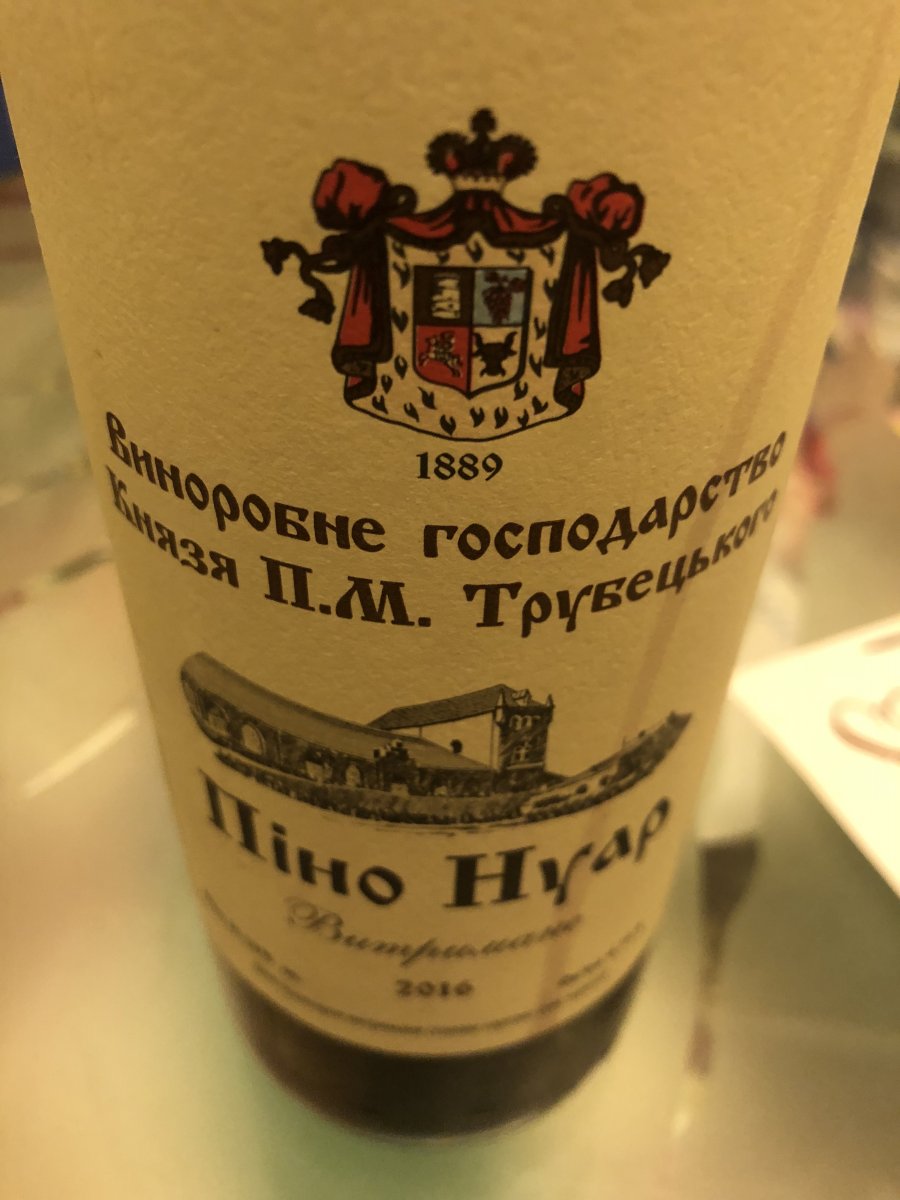 1889
Виноробне господарство
Князя П.М. Трубецького
Піно Нуар
Витримане
2016